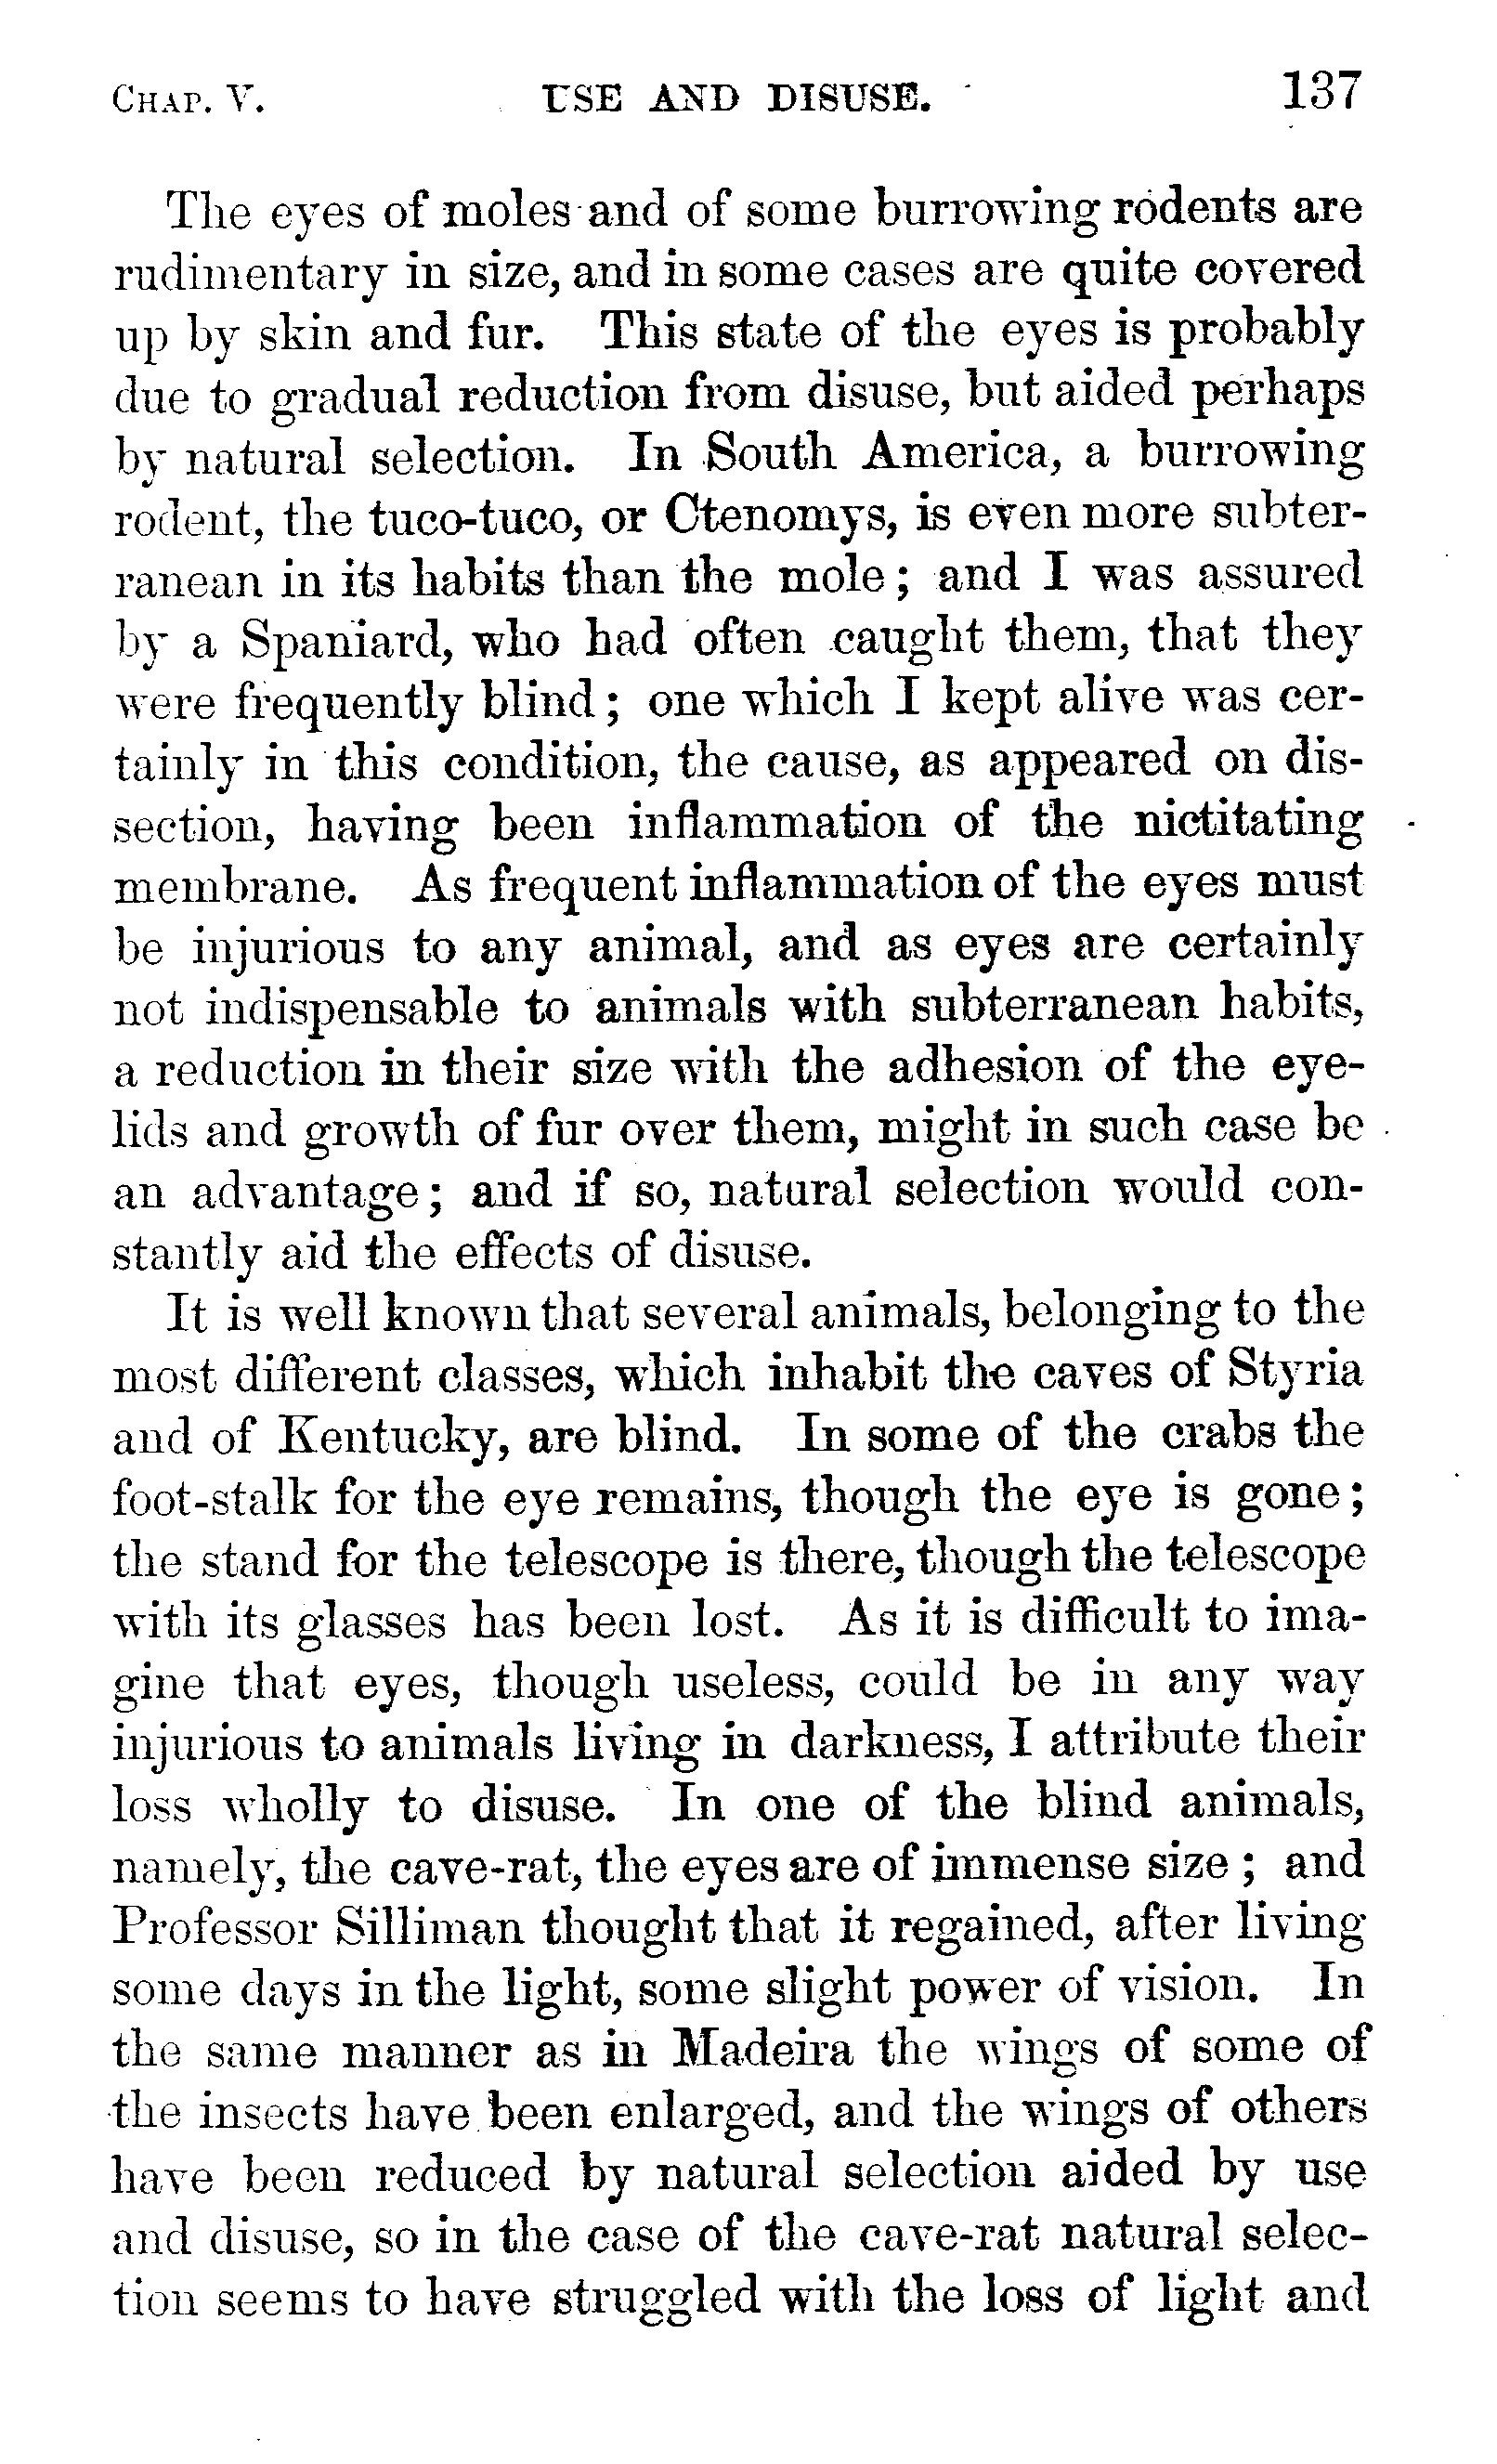 CHAP. V. USE AND DISUSE. 137
The eyes of moles and of some burrowing rodents are
rudimentary in size, and in some cases are quite covered
up by skin and fur. This state of the eyes is probably
due to gradual reduction from disuse, but aided perhaps
by natural selection. In South America, a burrowing
rodent, the tuco-tuco, or Ctenomys, is even more subter-
ranean in its habits than the mole; and I was assured
by a Spaniard, who had often caught them, that they
were frequently blind; one which I kept alive was cer-
tainly in this condition, the cause, as appeared on dis-
section, having been inflammation of the nictitating
membrane. As frequent inflammation of the eyes must
be injurious to any animal, and as eyes are certainly
not indispensable to animals with subterranean habits,
a reduction in their size with the adhesion of the eye-
lids and growth of fur over them, might in such case be
an advantage; and if so, natural selection would con-
stantly aid the effects of disuse.
It is well known that several animals, belonging to the
most different classes, which inhabit the caves of Styria
and of Kentucky, are blind. In some of the crabs the
foot-stalk for the eye remains, though the eye is gone;
the stand for the telescope is there, though the telescope
with its glasses has been lost. As it is difficult to ima-
gine that eyes, though useless, could be in any way
injurious to animals living in darkness, I attribute their
loss wholly to disuse. In one of the blind animals,
namely, the cave-rat, the eyes are of immense size; and
Professor Silliman thought that it regained, after living
some days in the light, some slight power of vision. In
the same manner as in Madeira the wings of some of
the insects have been enlarged, and the wings of others
have been reduced by natural selection aided by use
and disuse, so in the case of the cave-rat natural selec-
tion seems to have struggled with the loss of light and